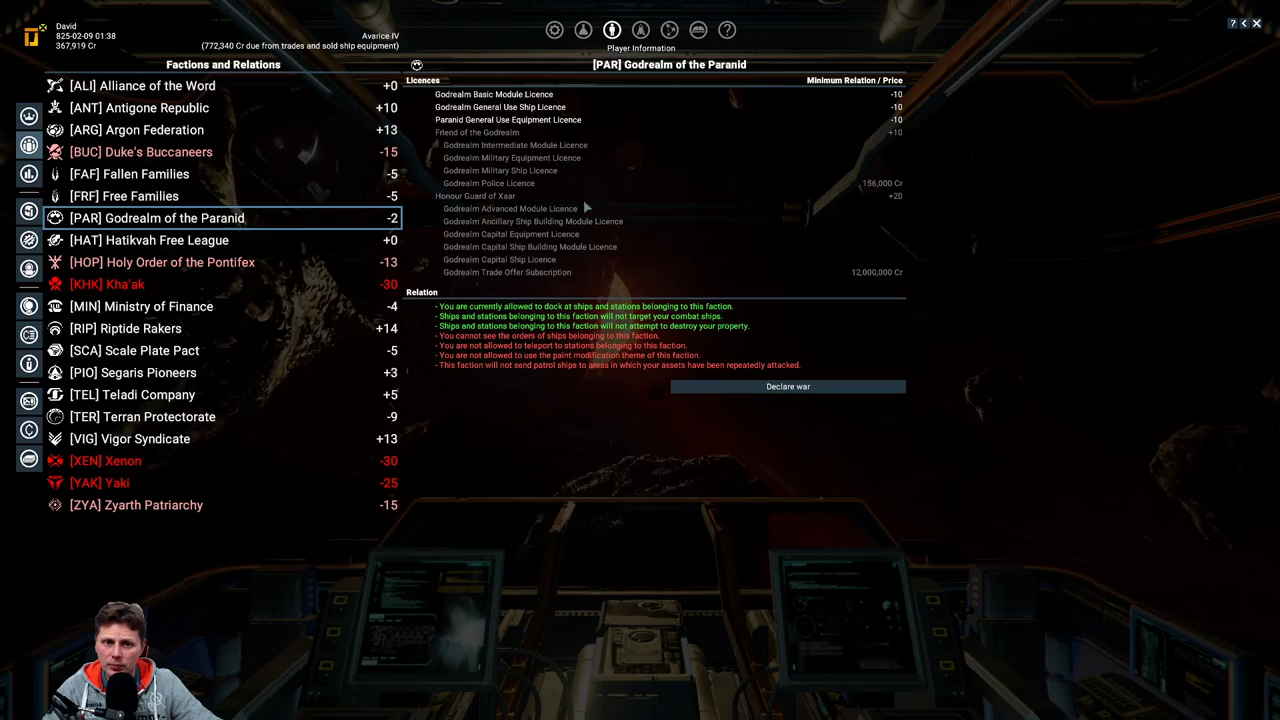 David
825-02-09 01:38
367,919 Cr
Avarice IV
(772,340 Cr due from trades and sold ship equipment)
Player Information
? < X
Factions and Relations
[ALI] Alliance of the Word +0
[ANT] Antigone Republic +10
[ARG] Argon Federation +13
[BUC] Duke's Buccaneers -15
[FAF] Fallen Families -5
[FRF] Free Families -5
[PAR] Godrealm of the Paranid -2
[HAT] Hatikvah Free League +0
[HOP] Holy Order of the Pontifex -13
[KHK] Kha'ak -30
[MIN] Ministry of Finance -4
[RIP] Riptide Rakers +14
[SCA] Scale Plate Pact -5
[PIO] Segaris Pioneers +3
[TEL] Teladi Company +5
[TER] Terran Protectorate -9
[VIG] Vigor Syndicate +13
[XEN] Xenon -30
[YAK] Yaki -25
[ZYA] Zyarth Patriarchy -15
[PAR] Godrealm of the Paranid
Licences Minimum Relation / Price
Godrealm Basic Module Licence -10
Godrealm General Use Ship Licence -10
Paranid General Use Equipment Licence -10
Friend of the Godrealm +10
Godrealm Intermediate Module Licence
Godrealm Military Equipment Licence
Godrealm Military Ship Licence
Godrealm Police Licence 156,000 Cr
Honour Guard of Xaar +20
Godrealm Advanced Module Licence
Godrealm Ancillary Ship Building Module Licence
Godrealm Capital Equipment Licence
Godrealm Capital Ship Building Module Licence
Godrealm Capital Ship Licence
Godrealm Trade Offer Subscription 12,000,000 Cr
Relation
- You are currently allowed to dock at ships and stations belonging to this faction.
- Ships and stations belonging to this faction will not target your combat ships.
- Ships and stations belonging to this faction will not attempt to destroy your property.
- You cannot see the orders of ships belonging to this faction.
- You are not allowed to teleport to stations belonging to this faction.
- You are not allowed to use the paint modification theme of this faction.
- This faction will not send patrol ships to areas in which your assets have been repeatedly attacked.
Declare war